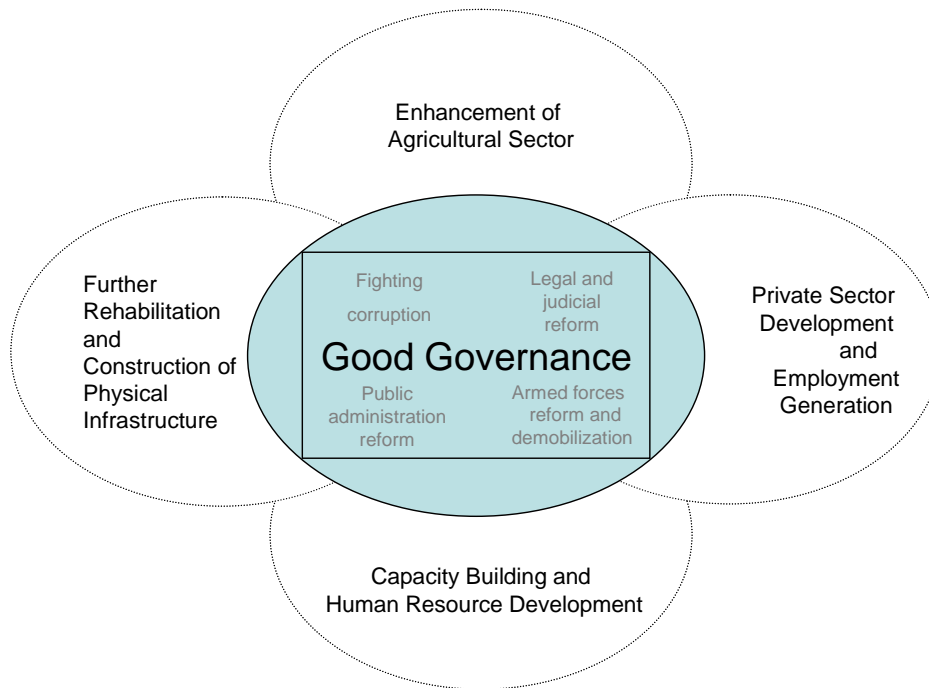 Enhancement of
Agricultural Sector
Further
Rehabilitation
and
Construction of
Physical
Infrastructure
Fighting
corruption
Legal and
judicial
reform
Good Governance
Public
administration
reform
Armed forces
reform and
demobilization
Private Sector
Development
and
Employment
Generation
Capacity Building and
Human Resource Development